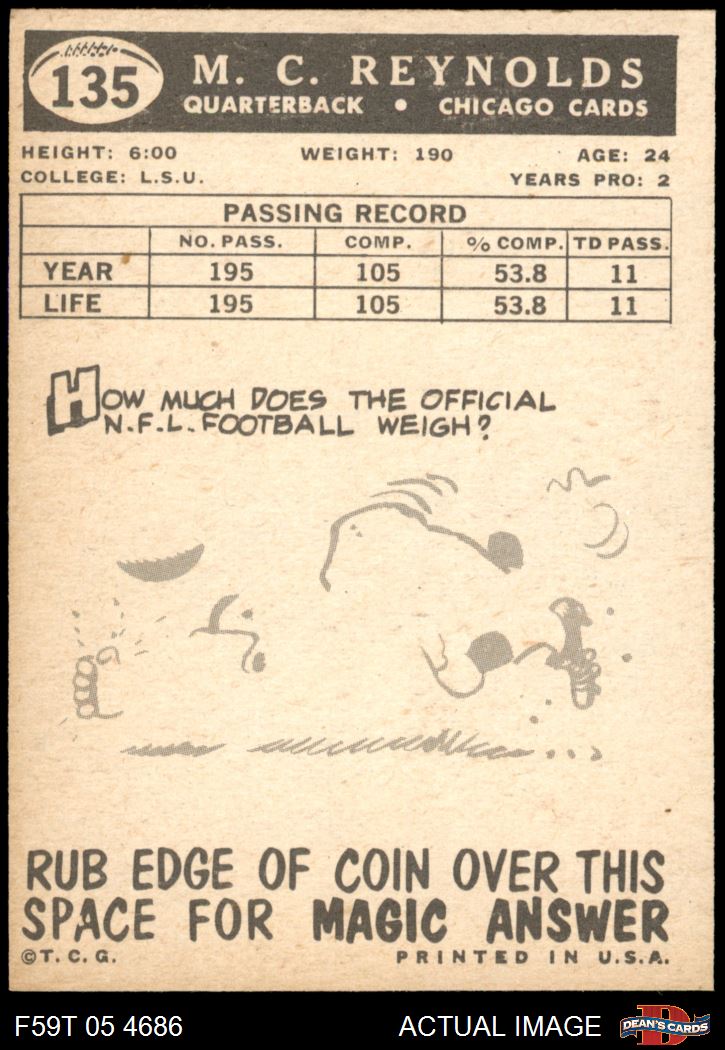 135
M. C. REYNOLDS
QUARTERBACK • CHICAGO CARDS
HEIGHT: 6:00 WEIGHT: 190 AGE: 24
COLLEGE: L.S.U. YEARS PRO: 2
PASSING RECORD
NO. PASS. COMP. % COMP. TD PASS.
YEAR 195 105 53.8 11
LIFE 195 105 53.8 11
HOW MUCH DOES THE OFFICIAL
N.F.L. FOOTBALL WEIGH?
RUB EDGE OF COIN OVER THIS
SPACE FOR MAGIC ANSWER
©T. C. G. PRINTED IN U.S.A.
F59T 05 4686 ACTUAL IMAGE D DEAN'S CARDS